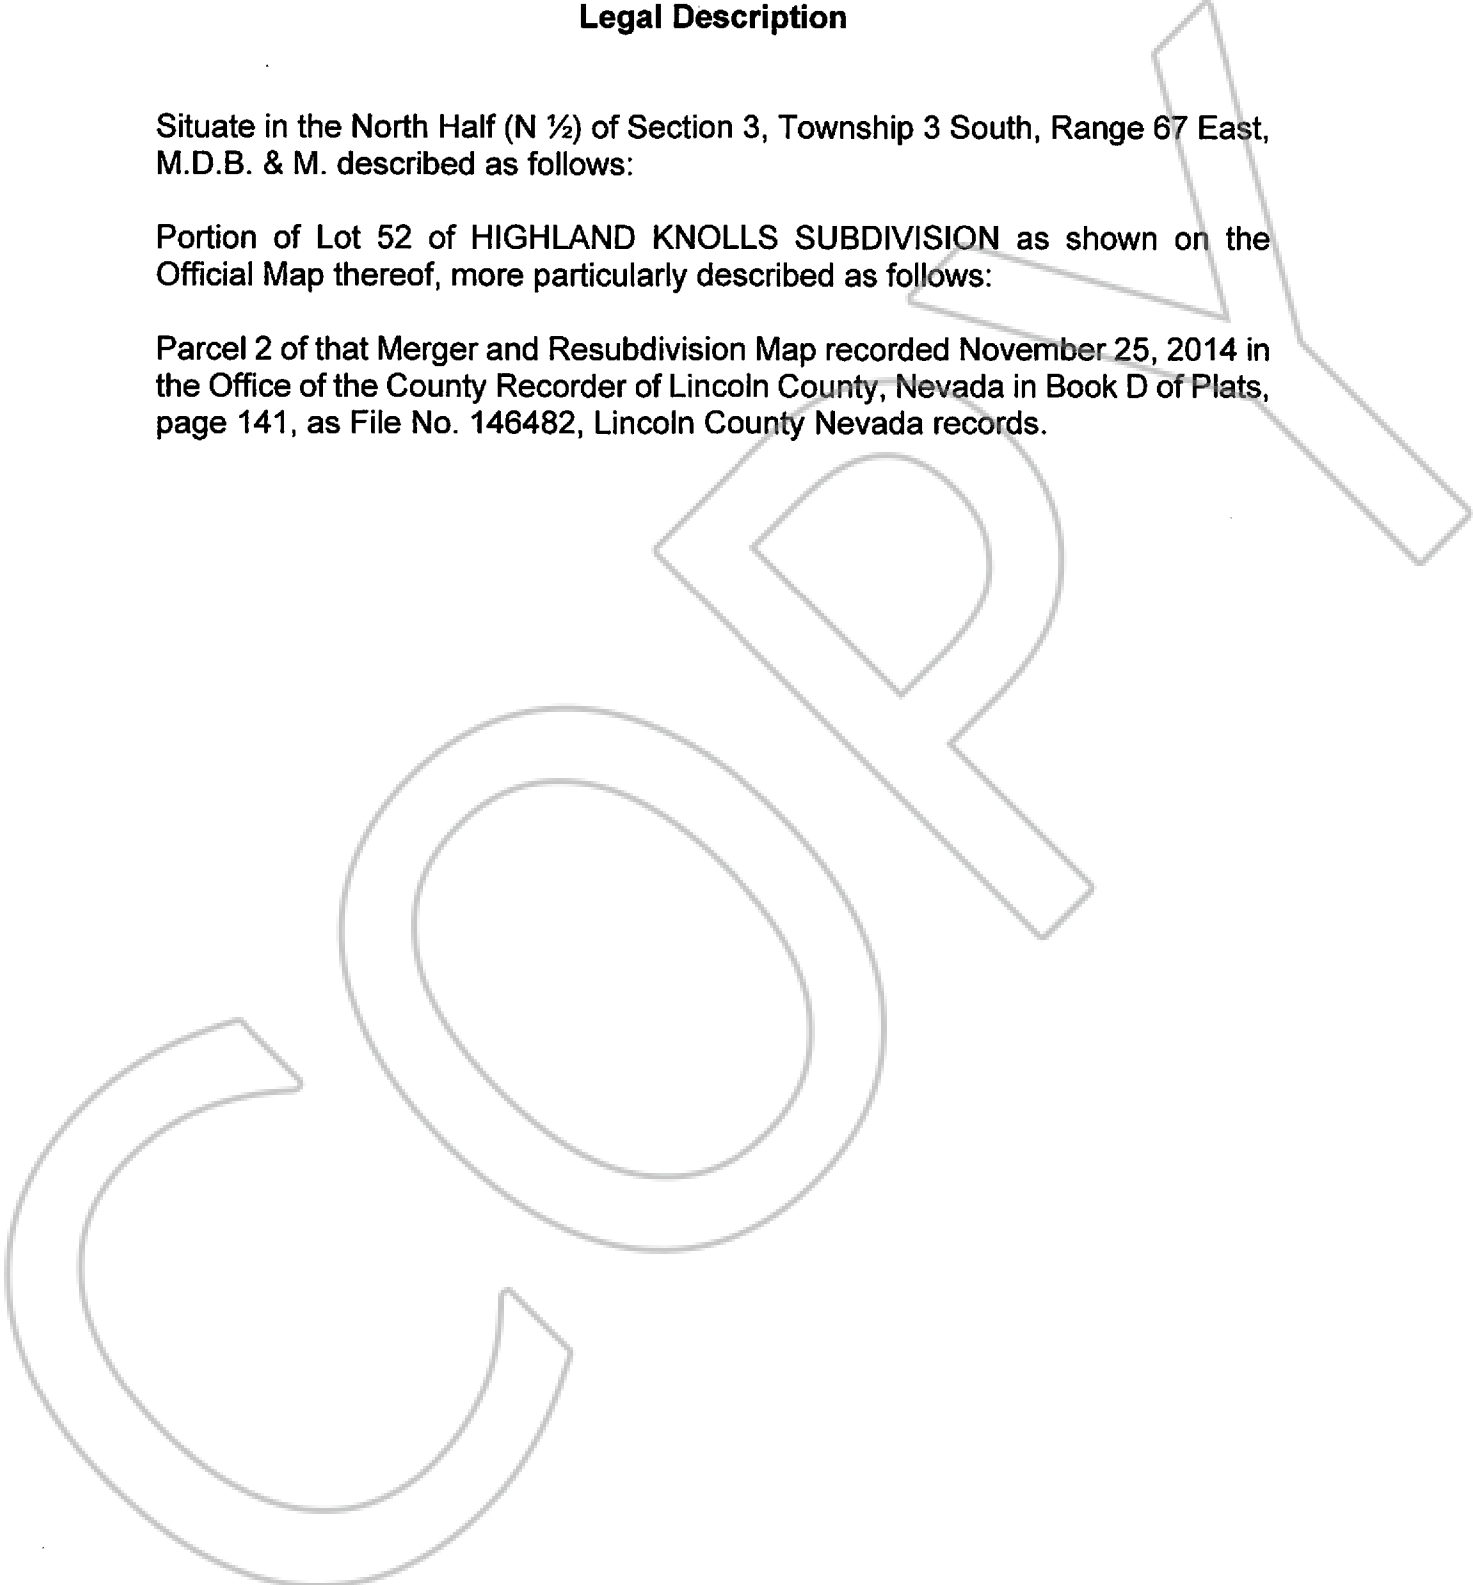 Legal Description
Situate in the North Half (N ½) of Section 3, Township 3 South, Range 67 East,
M.D.B. & M. described as follows:
Portion of Lot 52 of HIGHLAND KNOLLS SUBDIVISION as shown on the
Official Map thereof, more particularly described as follows:
Parcel 2 of that Merger and Resubdivision Map recorded November 25, 2014 in
the Office of the County Recorder of Lincoln County, Nevada in Book D of Plats,
page 141, as File No. 146482, Lincoln County Nevada records.
COPY